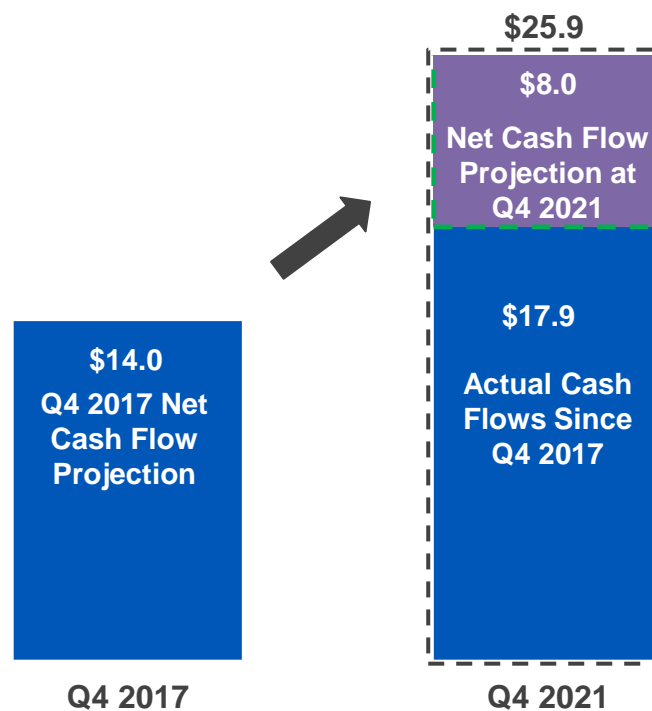 $25.9
$8.0
Net Cash Flow
Projection at
Q4 2021
$17.9
Actual Cash
Flows Since
Q4 2017
$14.0
Q4 2017 Net
Cash Flow
Projection
Q4 2017
Q4 2021